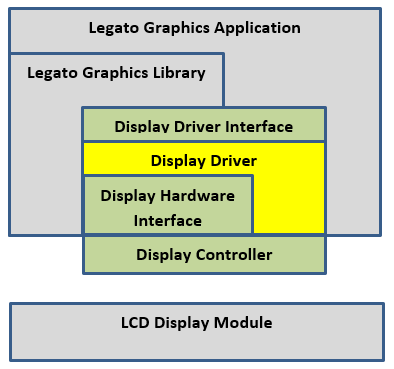 Legato Graphics Application
Legato Graphics Library
Display Driver Interface
Display Driver
Display Hardware
Interface
Display Controller
LCD Display Module